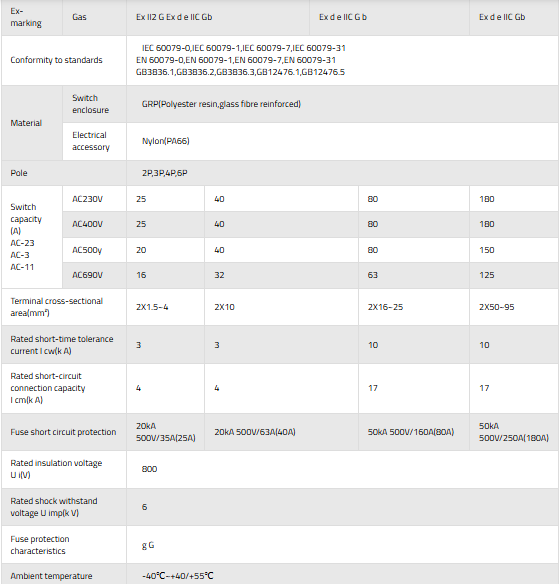 Ex-marking Gas Ex II2 G Ex d e IIC Gb Ex d e IIC G b Ex d e IIC Gb
Conformity to standards
IEC 60079-0,IEC 60079-1,IEC 60079-7,IEC 60079-31
EN 60079-0,EN 60079-1,EN 60079-7,EN 60079-31
GB3836.1,GB3836.2,GB3836.3,GB12476.1,GB12476.5
Material
Switch enclosure GRP(Polyester resin,glass fibre reinforced)
Electrical accessory Nylon(PA66)
Pole 2P,3P,4P,6P
Switch capacity (A) AC-23 AC-3 AC-11
AC230V 25 40 80 180
AC400V 25 40 80 180
AC500y 20 40 80 150
AC690V 16 32 63 125
Terminal cross-sectional area(mm²) 2X1.5~4 2X10 2X16~25 2X50~95
Rated short-time tolerance current I cw(k A) 3 3 10 10
Rated short-circuit connection capacity I cm(k A) 4 4 17 17
Fuse short circuit protection 20kA 500V/35A(25A) 20kA 500V/63A(40A) 50kA 500V/160A(80A) 50kA 500V/250A(180A)
Rated insulation voltage U i(V) 800
Rated shock withstand voltage U imp(k V) 6
Fuse protection characteristics g G
Ambient temperature -40℃~+40/+55℃